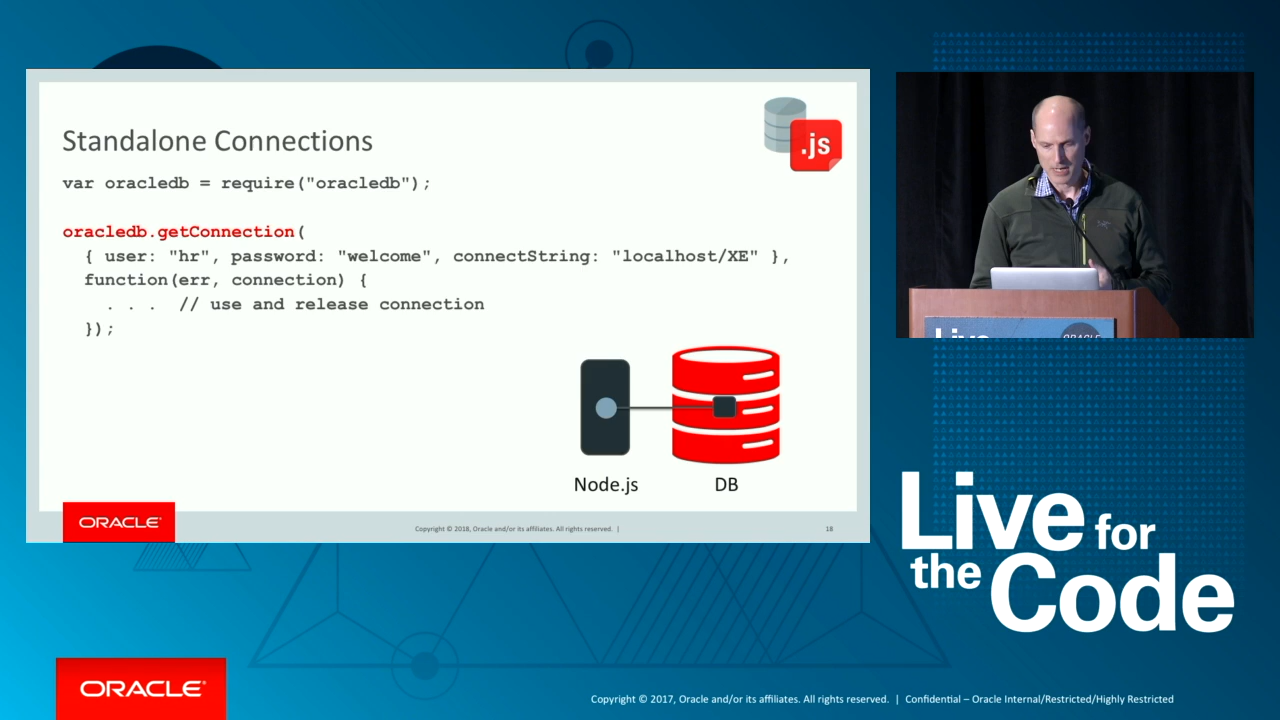 Standalone Connections
.js
var oracledb = require("oracledb");
oracledb.getConnection(
{ user: "hr", password: "welcome", connectString: "localhost/XE" },
function(err, connection) {
. . . // use and release connection
});
Node.js
DB
ORACLE®
Copyright © 2018, Oracle and/or its affiliates. All rights reserved. |
18
Live
ORACLE
Live for
the Code
ORACLE®
Copyright © 2017, Oracle and/or its affiliates. All rights reserved. | Confidential – Oracle Internal/Restricted/Highly Restricted